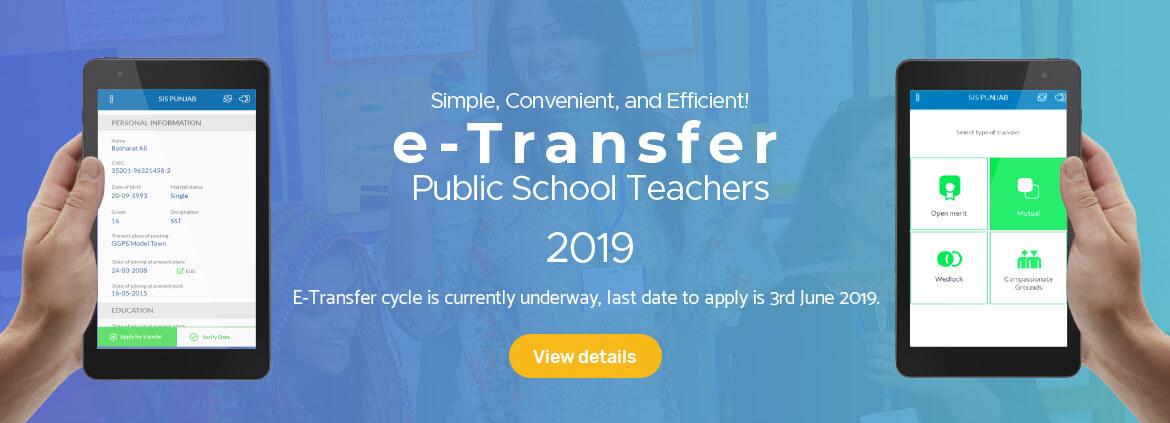 SIS PUNJAB
PERSONAL INFORMATION
Name
Basharat Ali
CNIC
35201-96321458-2
Date of birth Marital status
20-09-1993 Single
Grade Designation
16 SST
Present place of posting
GGPS Model Town
Date of joining at present place
24-03-2008 Edit
Date of joining at present post
16-05-2015
EDUCATION
Apply for transfer Verify Data
Simple, Convenient, and Efficient!
e-Transfer
Public School Teachers
2019
E-Transfer cycle is currently underway, last date to apply is 3rd June 2019.
View details
SIS PUNJAB
Select type of transfer
Open merit Mutual
Wedlock Compassionate
Grounds